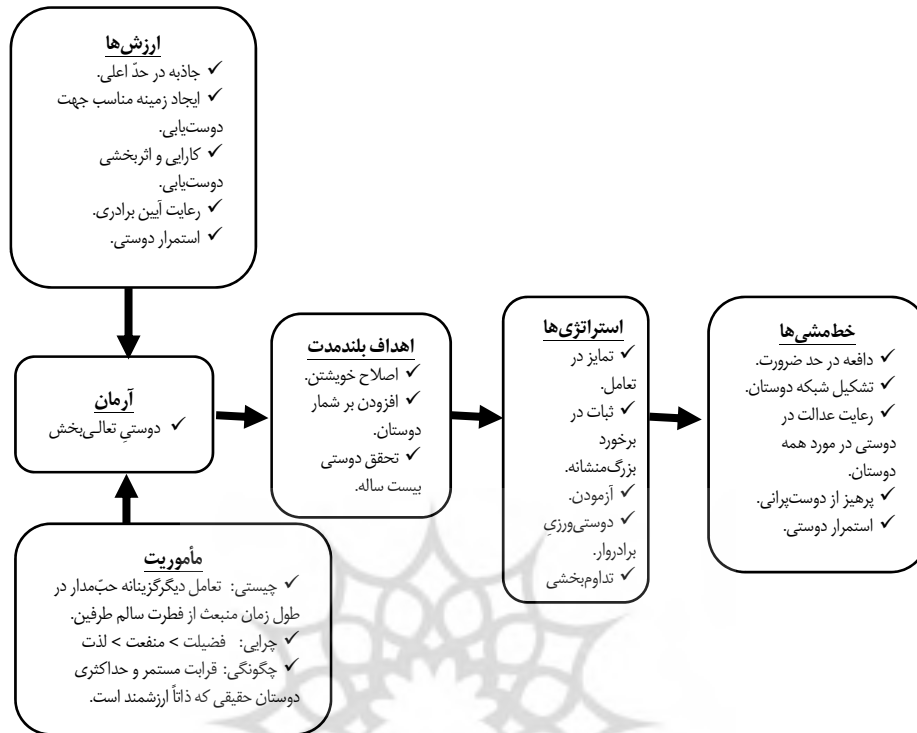 ارزش‌ها
✓ جاذبه در حدّ اعلی.
✓ ایجاد زمینه مناسب جهت
دوست‌یابی.
✓ کارایی و اثربخشی
دوست‌یابی.
✓ رعایت آیین برادری.
✓ استمرار دوستی.
آرمان
✓ دوستیِ تعالی‌بخش
مأموریت
✓ چیستی: تعامل دیگرگزینانه حبّ‌مدار در
طول زمان منبعث از فطرت سالم طرفین.
✓ چرایی: فضیلت > منفعت > لذت
✓ چگونگی: قرابت مستمر و حداکثری
دوستان حقیقی که ذاتاً ارزشمند است.
اهداف بلندمدت
✓ اصلاح خویشتن.
✓ افزودن بر شمار
دوستان.
✓ تحقق دوستی
بیست ساله.
استراتژی‌ها
✓ تمایز در
تعامل.
✓ ثبات در
برخورد
بزرگ‌منشانه.
✓ آزمودن.
✓ دوستی‌ورزیِ
برادروار.
✓ تداوم‌بخشی
خط‌مشی‌ها
✓ دافعه در حد ضرورت.
✓ تشکیل شبکه دوستان.
✓ رعایت عدالت در
دوستی در مورد همه
دوستان.
✓ پرهیز از دوست‌پرانی.
✓ استمرار دوستی.